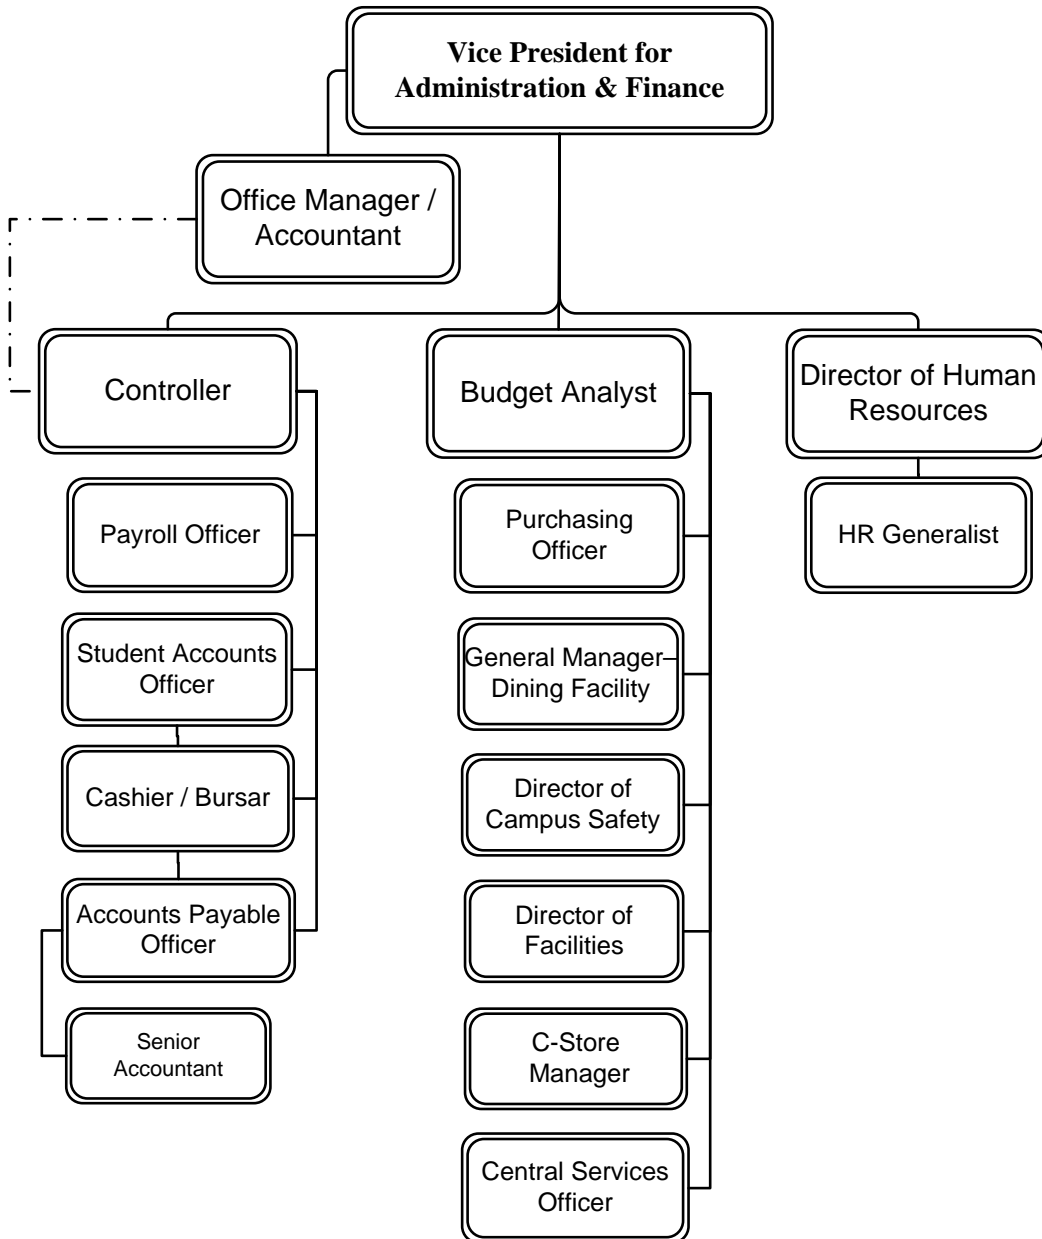 Vice President for
Administration & Finance
Office Manager /
Accountant
Controller
Budget Analyst
Director of Human
Resources
Payroll Officer
Purchasing
Officer
HR Generalist
Student Accounts
Officer
General Manager–
Dining Facility
Cashier / Bursar
Director of
Campus Safety
Accounts Payable
Officer
Director of
Facilities
Senior
Accountant
C-Store
Manager
Central Services
Officer